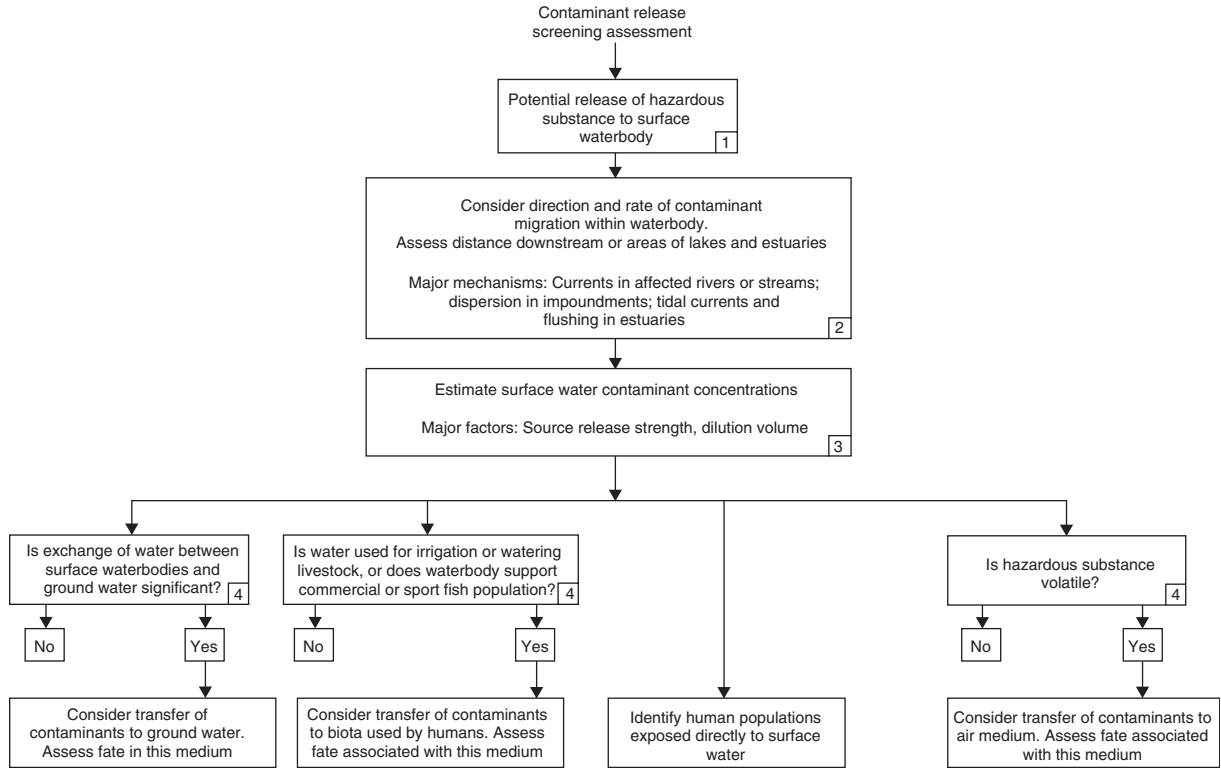 Contaminant release
screening assessment
Potential release of hazardous
substance to surface
waterbody
1
Consider direction and rate of contaminant
migration within waterbody.
Assess distance downstream or areas of lakes and estuaries
Major mechanisms: Currents in affected rivers or streams;
dispersion in impoundments; tidal currents and
flushing in estuaries
2
Estimate surface water contaminant concentrations
Major factors: Source release strength, dilution volume
3
Is exchange of water between
surface waterbodies and
ground water significant?
4
No
Yes
Consider transfer of
contaminants to ground water.
Assess fate in this medium
Is water used for irrigation or watering
livestock, or does waterbody support
commercial or sport fish population?
4
No
Yes
Consider transfer of contaminants
to biota used by humans. Assess
fate associated with this medium
Identify human populations
exposed directly to surface
water
Is hazardous substance
volatile?
4
No
Yes
Consider transfer of contaminants to
air medium. Assess fate associated
with this medium